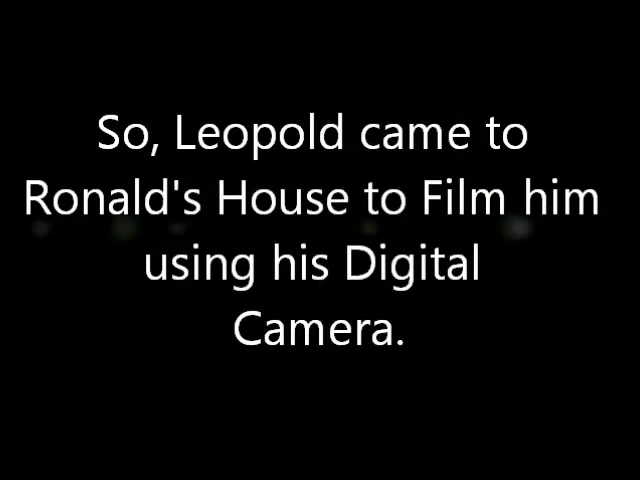 So, Leopold came to
Ronald's House to Film him
using his Digital
Camera.